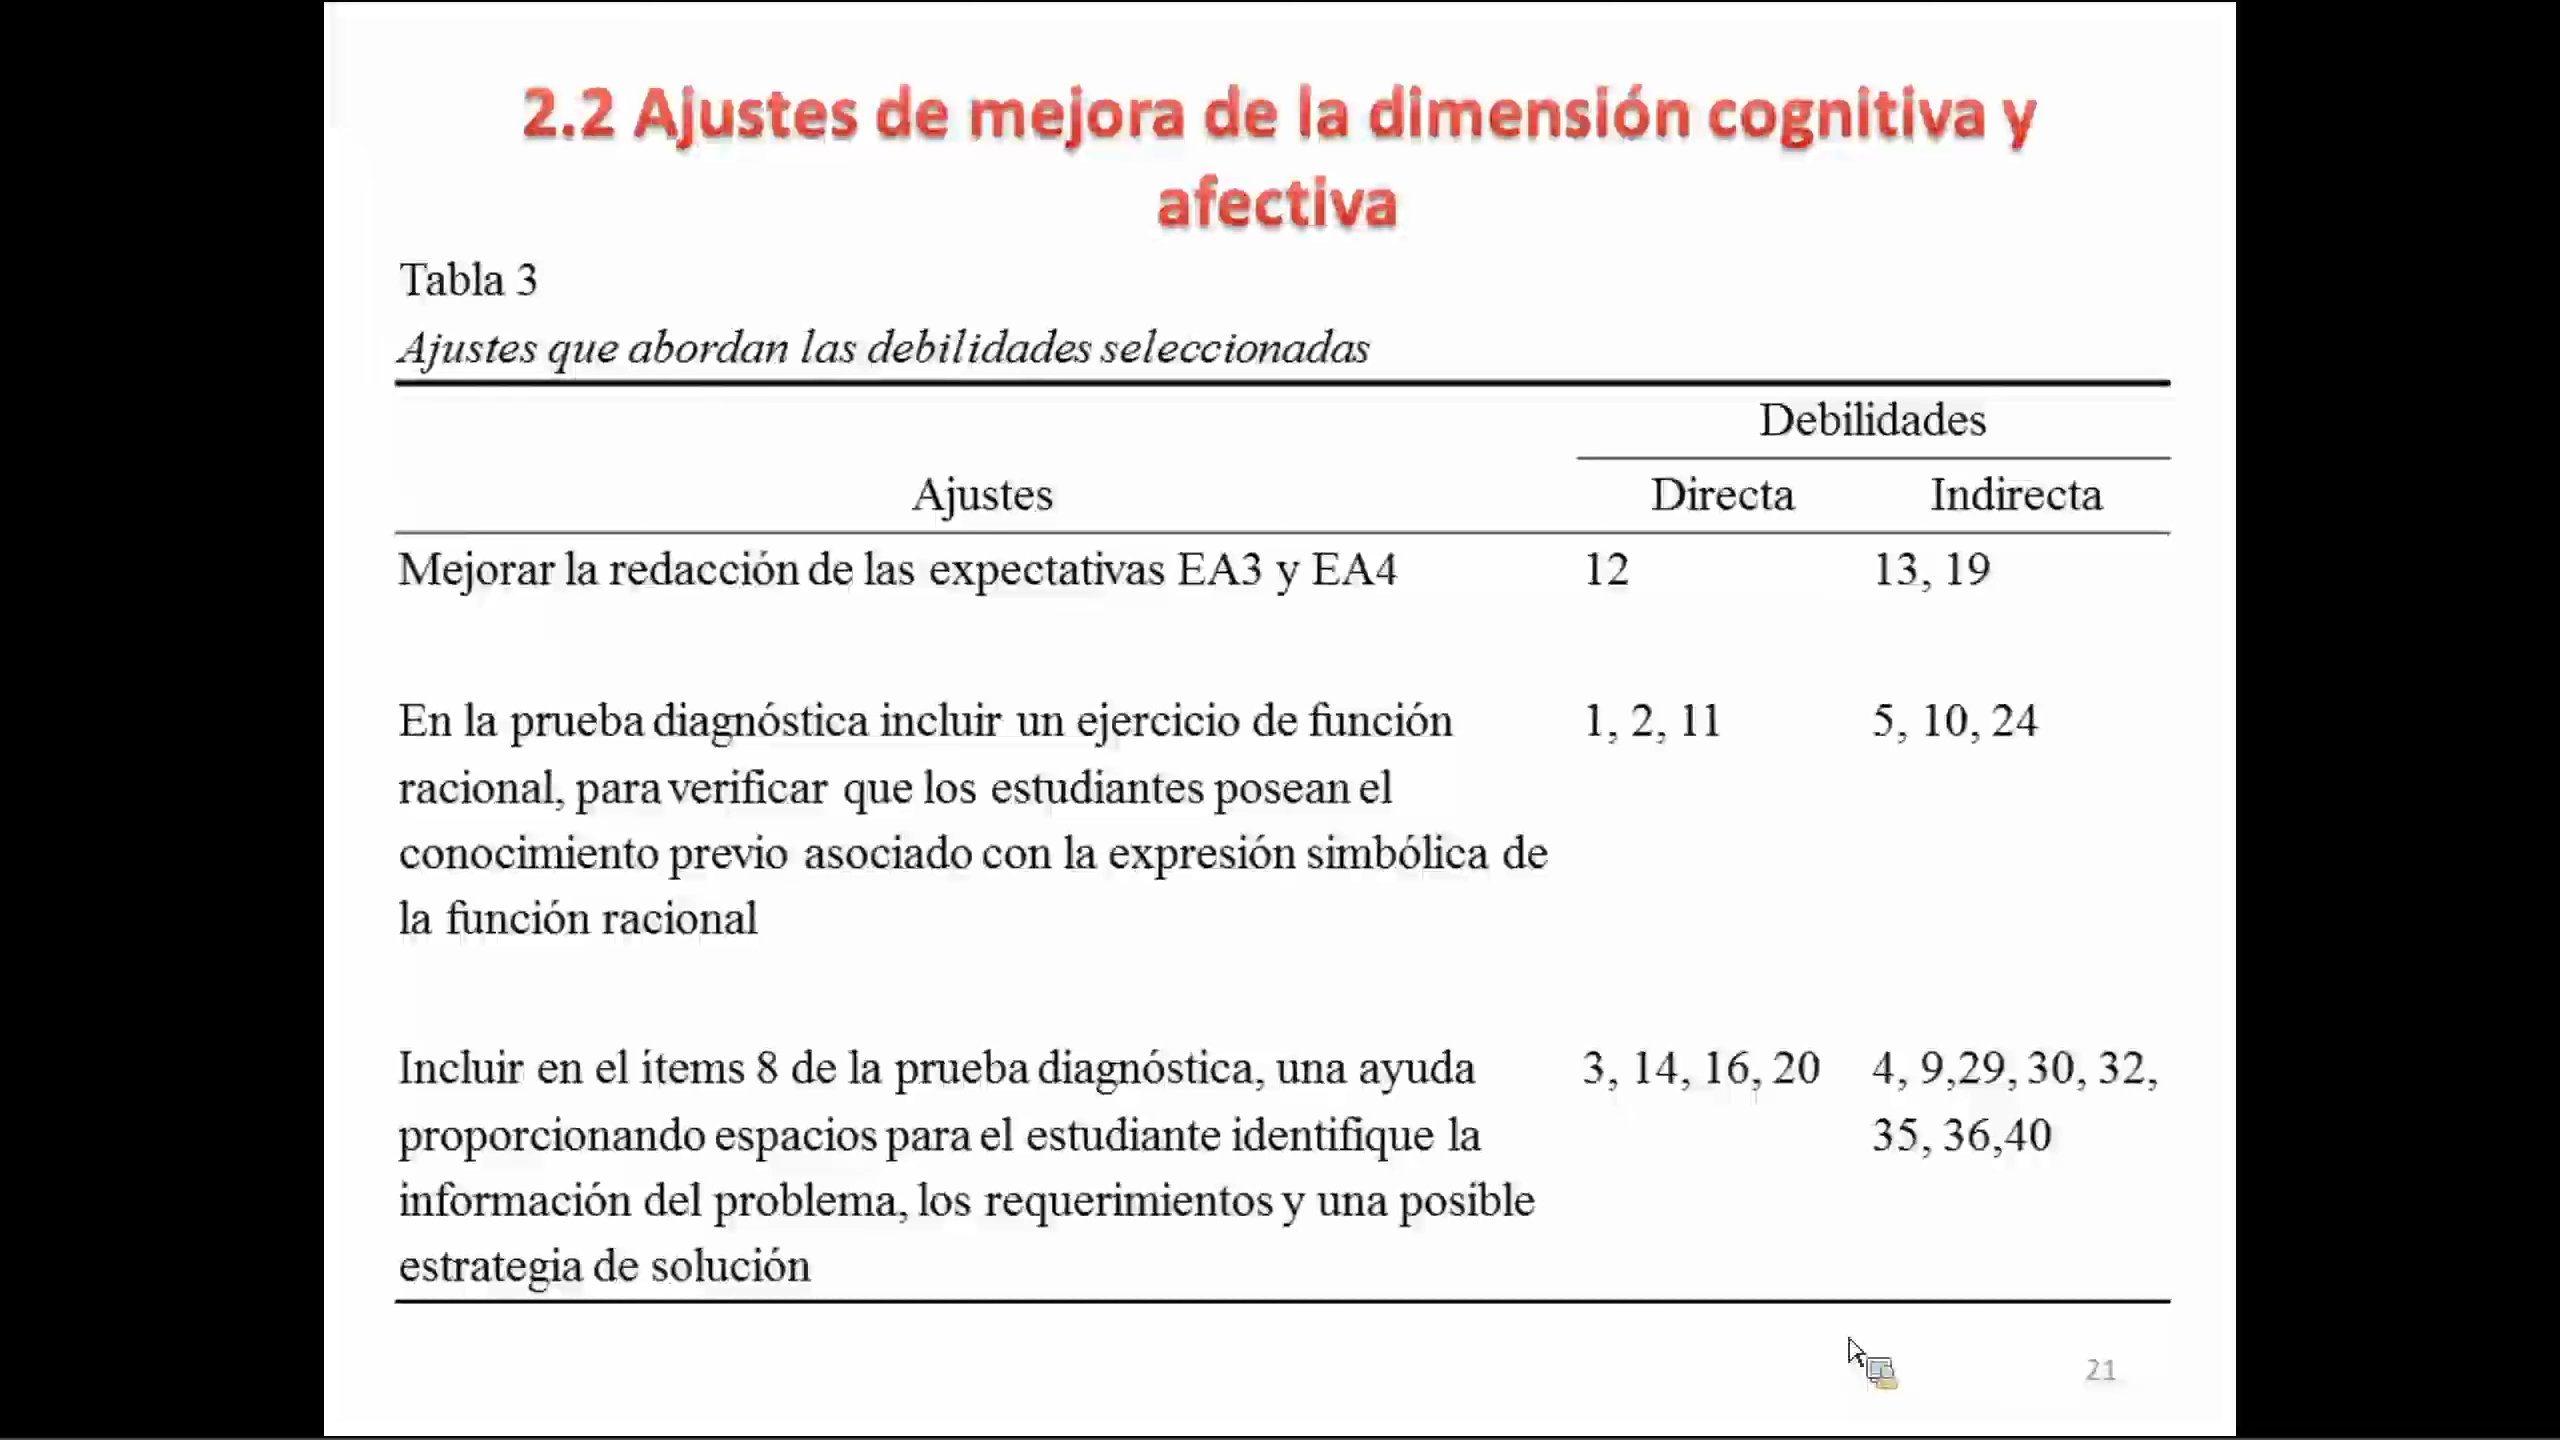 2.2 Ajustes de mejora de la dimensión cognitiva y
afectiva
Tabla 3
Ajustes que abordan las debilidades seleccionadas
Debilidades
Ajustes Directa Indirecta
Mejorar la redacción de las expectativas EA3 y EA4 12 13, 19
En la prueba diagnóstica incluir un ejercicio de función 1, 2, 11 5, 10, 24
racional, para verificar que los estudiantes posean el
conocimiento previo asociado con la expresión simbólica de
la función racional
Incluir en el ítems 8 de la prueba diagnóstica, una ayuda 3, 14, 16, 20 4, 9,29, 30, 32,
proporcionando espacios para el estudiante identifique la 35, 36,40
información del problema, los requerimientos y una posible
estrategia de solución
21